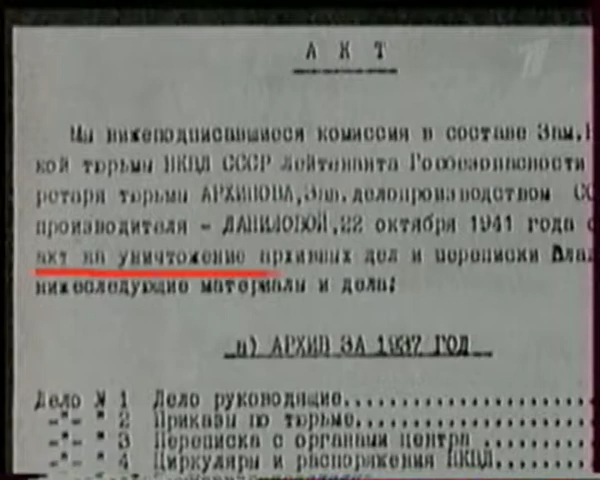 А К Т
Мы нижеподписавшиеся комиссия в составе Зам.
кой тюрьмы НКВД СССР лейтенанта Госбезопасности
ретаря тюрьмы АРХИПОВА, Зав.делопроизводством СС
производителя - ДАНИЛОВОЙ, 22 октября 1941 года с
акт на уничтожение архивных дел и переписки Влад
нижеследующие материалы и дела:
а) АРХИВ ЗА 1937 ГОД
Дело № 1 Дело руководящие..............
-"- " 2 Приказы по тюрьме..............
-"- " 3 Переписка с органами центра ........
-"- " 4 Циркуляры и распоряжения НКВД.......